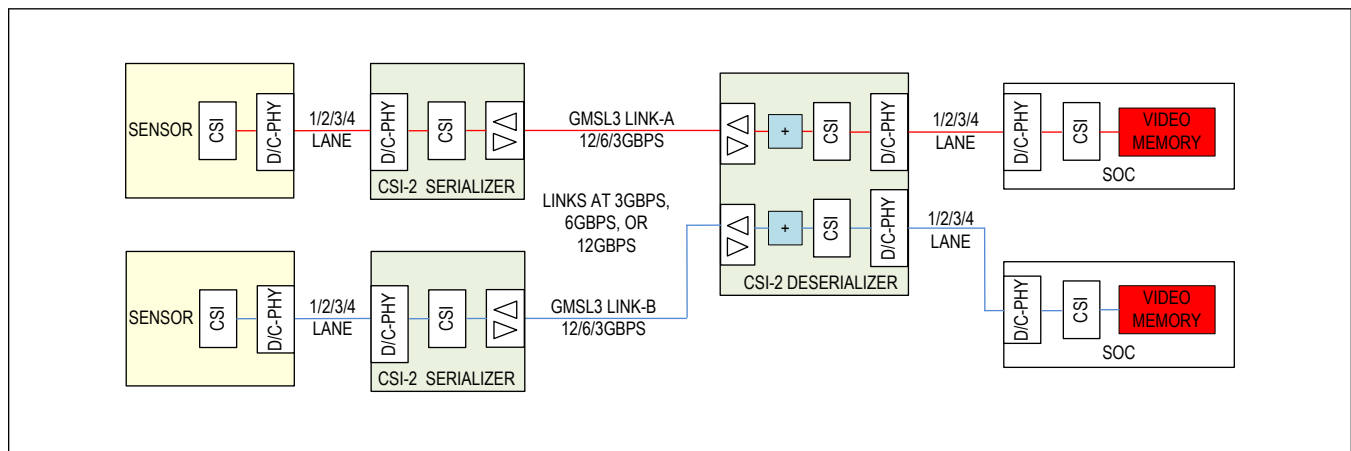 SENSOR
CSI
D/C-PHY
1/2/3/4
LANE
D/C-PHY
CSI
CSI-2 SERIALIZER
GMSL3 LINK-A
12/6/3GBPS
LINKS AT 3GBPS,
6GBPS, OR
12GBPS
+
CSI
D/C-PHY
1/2/3/4
LANE
D/C-PHY
CSI
VIDEO
MEMORY
SOC
SENSOR
CSI
D/C-PHY
1/2/3/4
LANE
D/C-PHY
CSI
CSI-2 SERIALIZER
GMSL3 LINK-B
12/6/3GBPS
+
CSI
D/C-PHY
CSI-2 DESERIALIZER
1/2/3/4
LANE
D/C-PHY
CSI
VIDEO
MEMORY
SOC